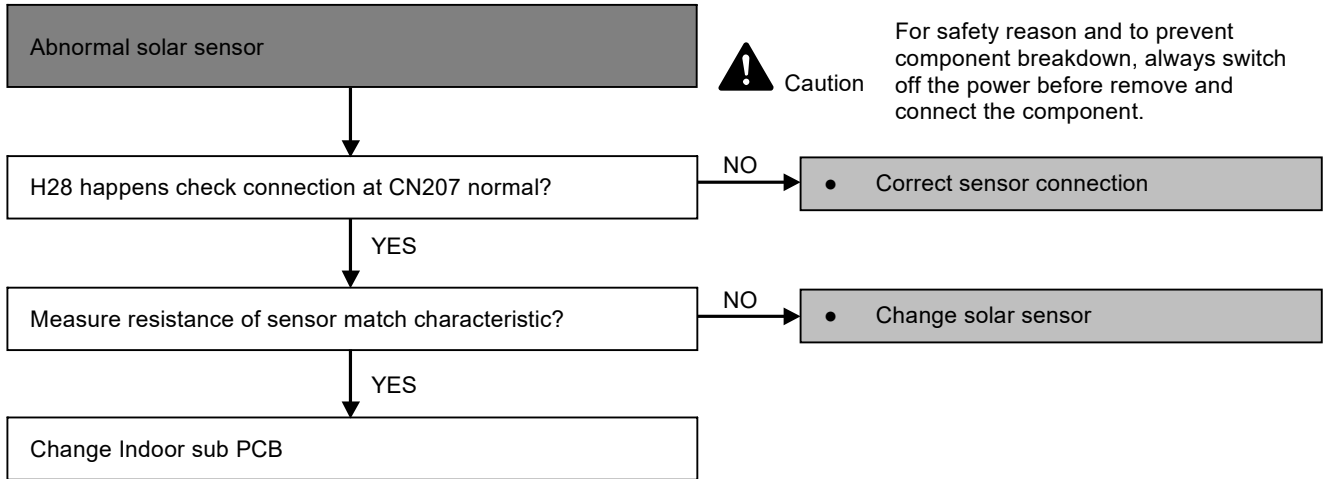 Abnormal solar sensor
Caution
For safety reason and to prevent
component breakdown, always switch
off the power before remove and
connect the component.
H28 happens check connection at CN207 normal?
NO
• Correct sensor connection
YES
Measure resistance of sensor match characteristic?
NO
• Change solar sensor
YES
Change Indoor sub PCB